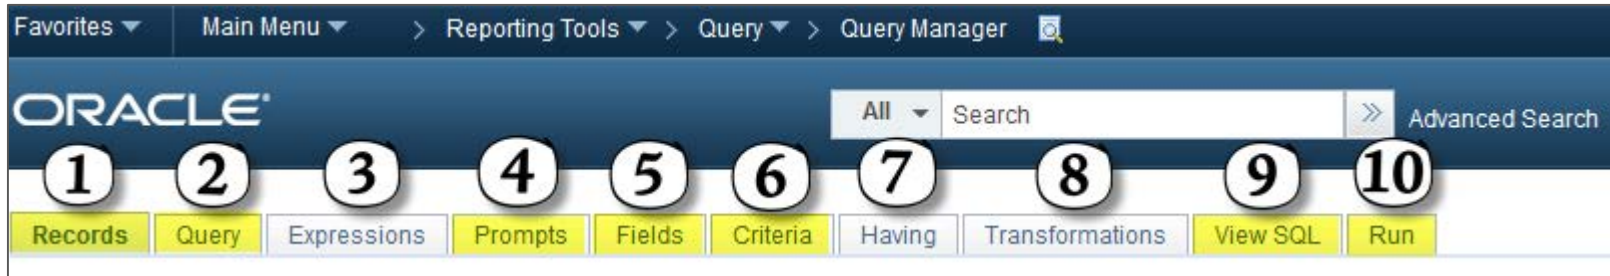 Favorites Main Menu > Reporting Tools > Query > Query Manager
ORACLE All Search >> Advanced Search
1 2 3 4 5 6 7 8 9 10
Records Query Expressions Prompts Fields Criteria Having Transformations View SQL Run